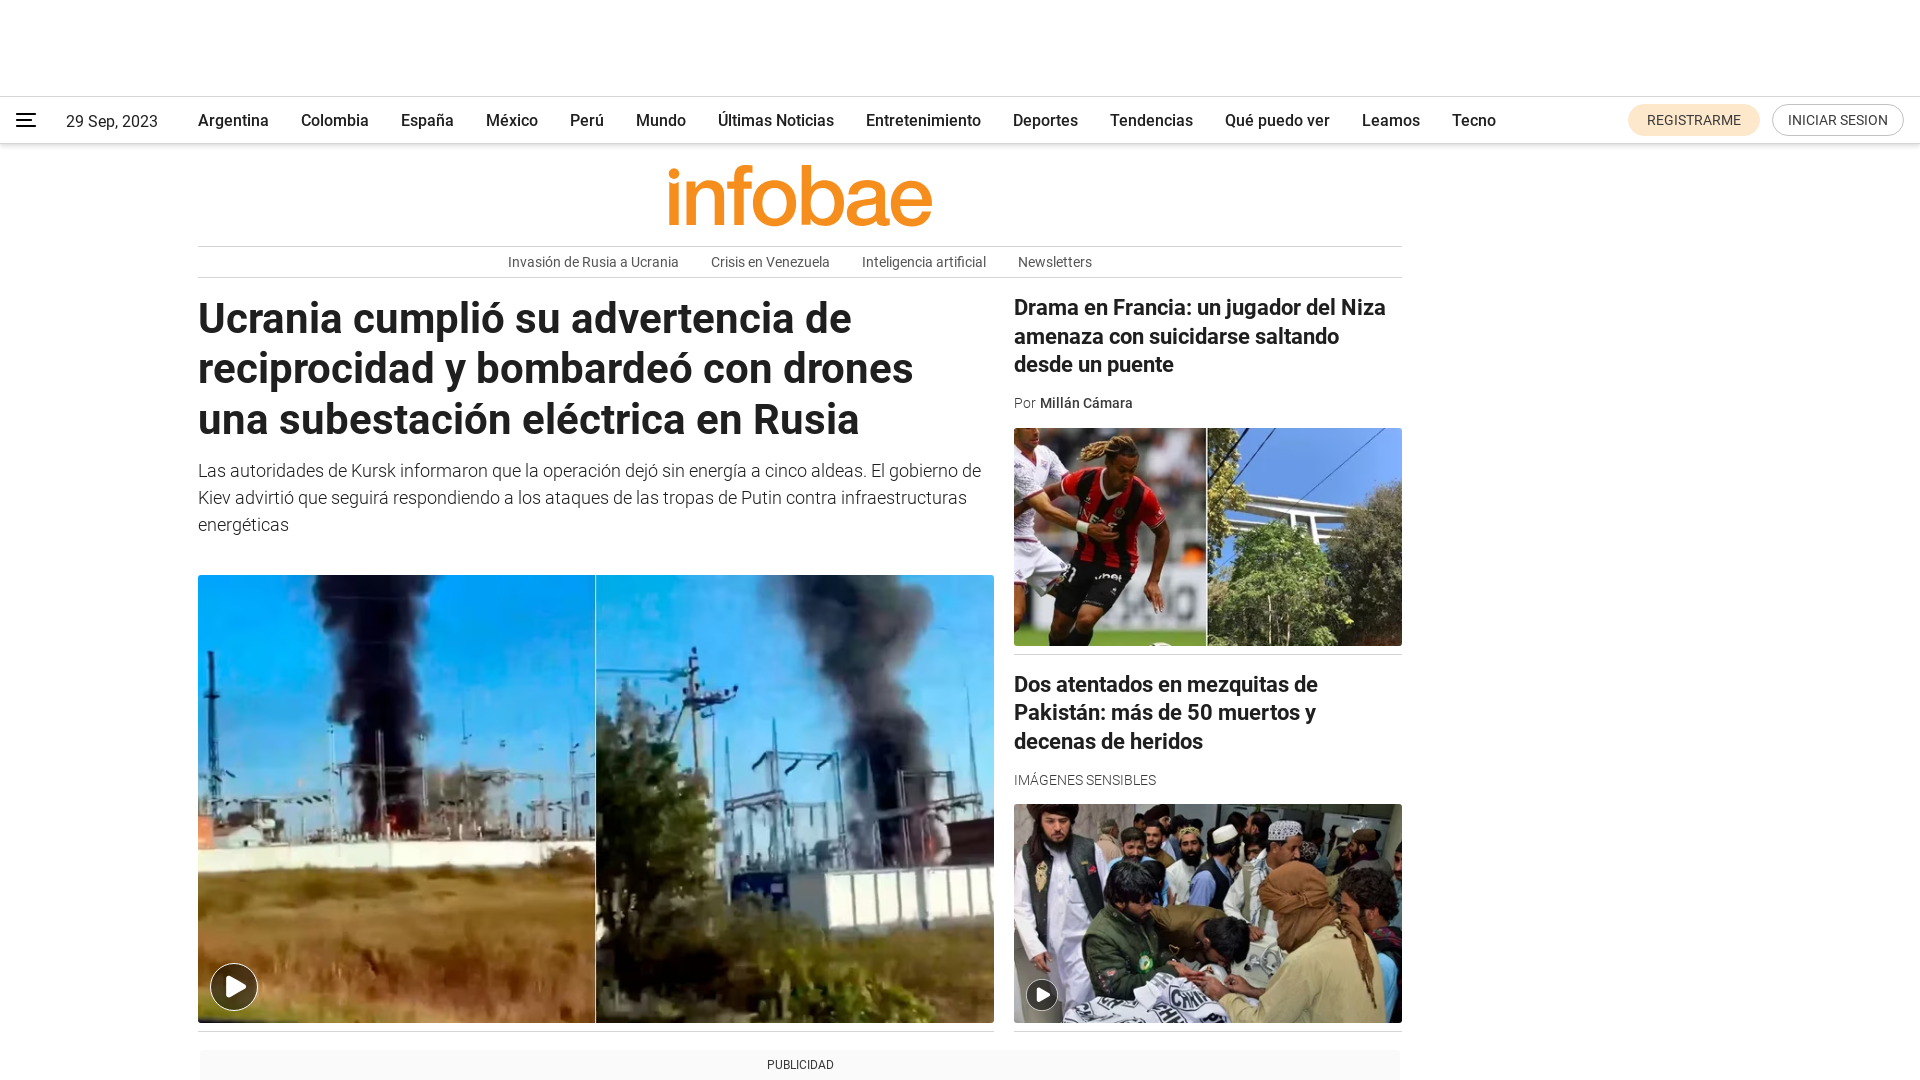 29 Sep, 2023
Argentina
Colombia
España
México
Perú
Mundo
Últimas Noticias
Entretenimiento
Deportes
Tendencias
Qué puedo ver
Leamos
Tecno
REGISTRARME
INICIAR SESION
infobae
Invasión de Rusia a Ucrania
Crisis en Venezuela
Inteligencia artificial
Newsletters
Ucrania cumplió su advertencia de
reciprocidad y bombardeó con drones
una subestación eléctrica en Rusia
Las autoridades de Kursk informaron que la operación dejó sin energía a cinco aldeas. El gobierno de
Kiev advirtió que seguirá respondiendo a los ataques de las tropas de Putin contra infraestructuras
energéticas
Drama en Francia: un jugador del Niza
amenaza con suicidarse saltando
desde un puente
Por Millán Cámara
INEOS
Dos atentados en mezquitas de
Pakistán: más de 50 muertos y
decenas de heridos
IMÁGENES SENSIBLES
PUBLICIDAD